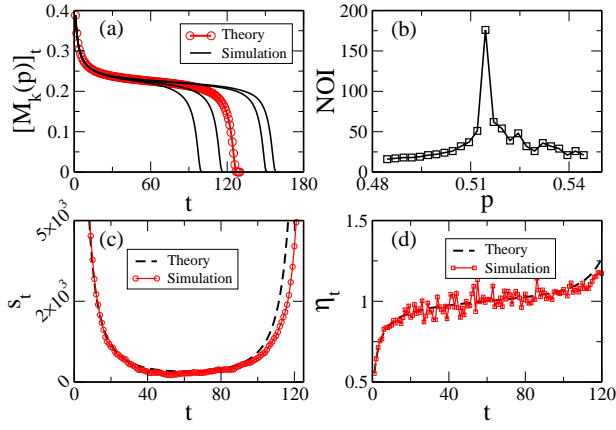 (a)
Theory
Simulation
[M_k(p)]_t
0.4
0.3
0.2
0.1
0
0 60 120 180
t
(b)
NOI
200
150
100
50
0
0.48 0.51 0.54
p
(c)
Theory
Simulation
s_t
5×10^3
2×10^3
0
0 40 80 120
t
(d)
Theory
Simulation
η_t
1.5
1
0.5
0 40 80 120
t